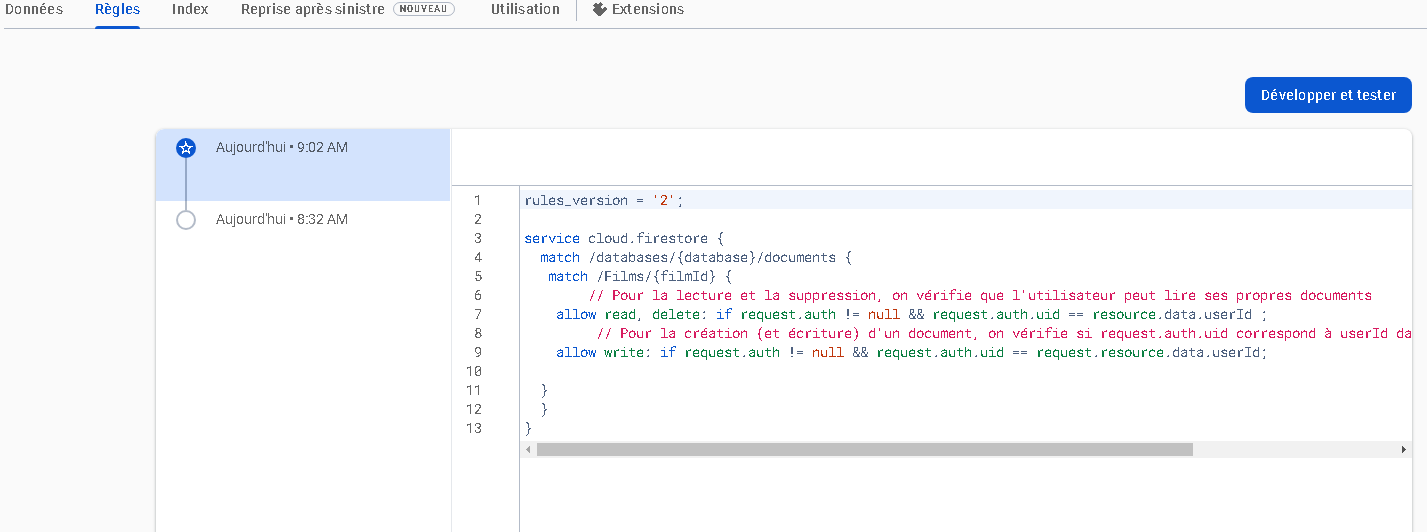 Données Règles Index Reprise après sinistre NOUVEAU Utilisation Extensions
Développer et tester
Aujourd'hui • 9:02 AM
Aujourd'hui • 8:32 AM
1 rules_version = '2';
2
3 service cloud.firestore {
4 match /databases/{database}/documents {
5 match /Films/{filmId} {
6 // Pour la lecture et la suppression, on vérifie que l'utilisateur peut lire ses propres documents
7 allow read, delete: if request.auth != null && request.auth.uid == resource.data.userId ;
8 // Pour la création (et écriture) d'un document, on vérifie si request.auth.uid correspond à userId da
9 allow write: if request.auth != null && request.auth.uid == request.resource.data.userId;
10
11 }
12 }
13 }